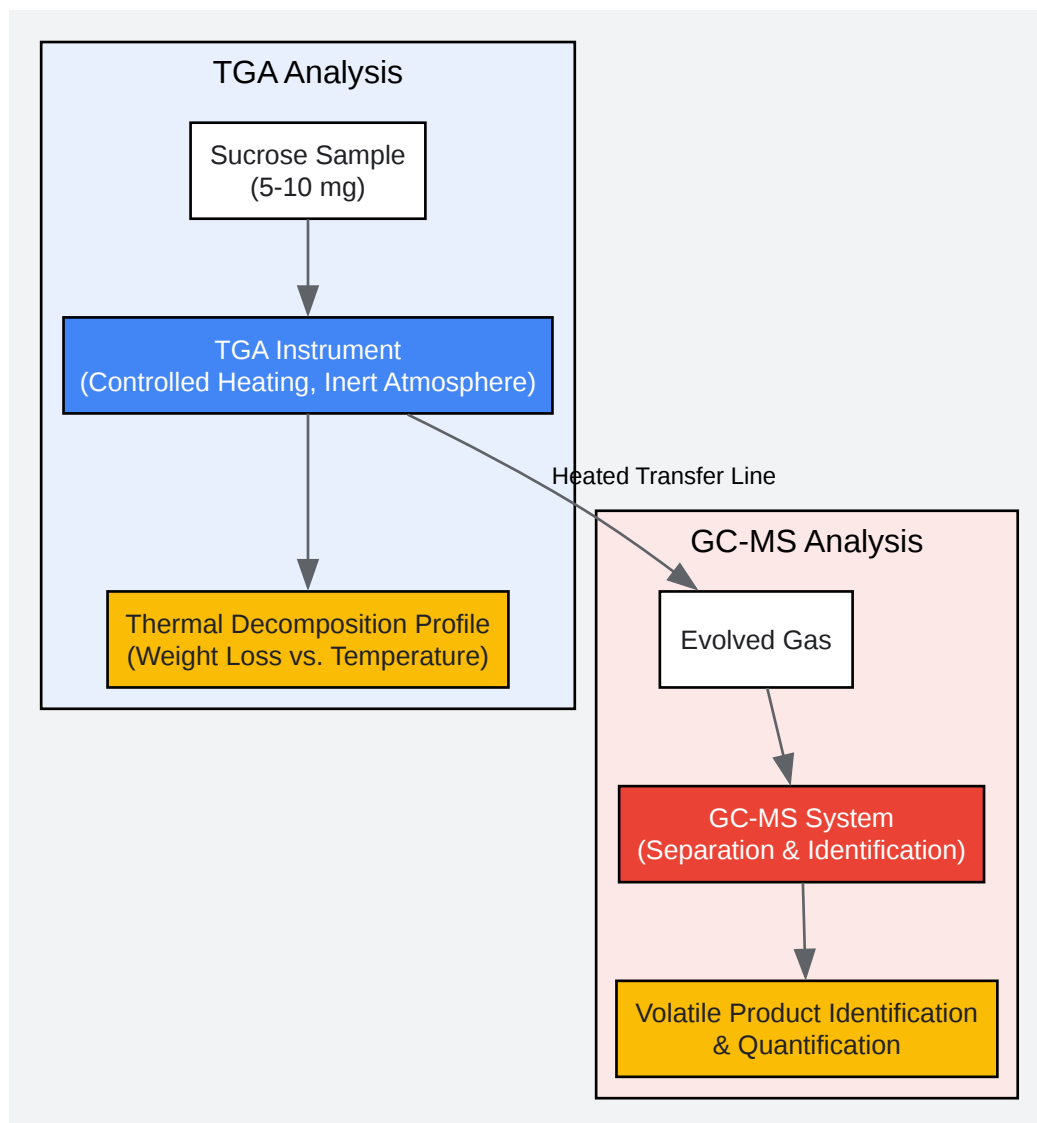 TGA Analysis
Sucrose Sample
(5-10 mg)
TGA Instrument
(Controlled Heating, Inert Atmosphere)
Heated Transfer Line
Thermal Decomposition Profile
(Weight Loss vs. Temperature)
GC-MS Analysis
Evolved Gas
GC-MS System
(Separation & Identification)
Volatile Product Identification
& Quantification